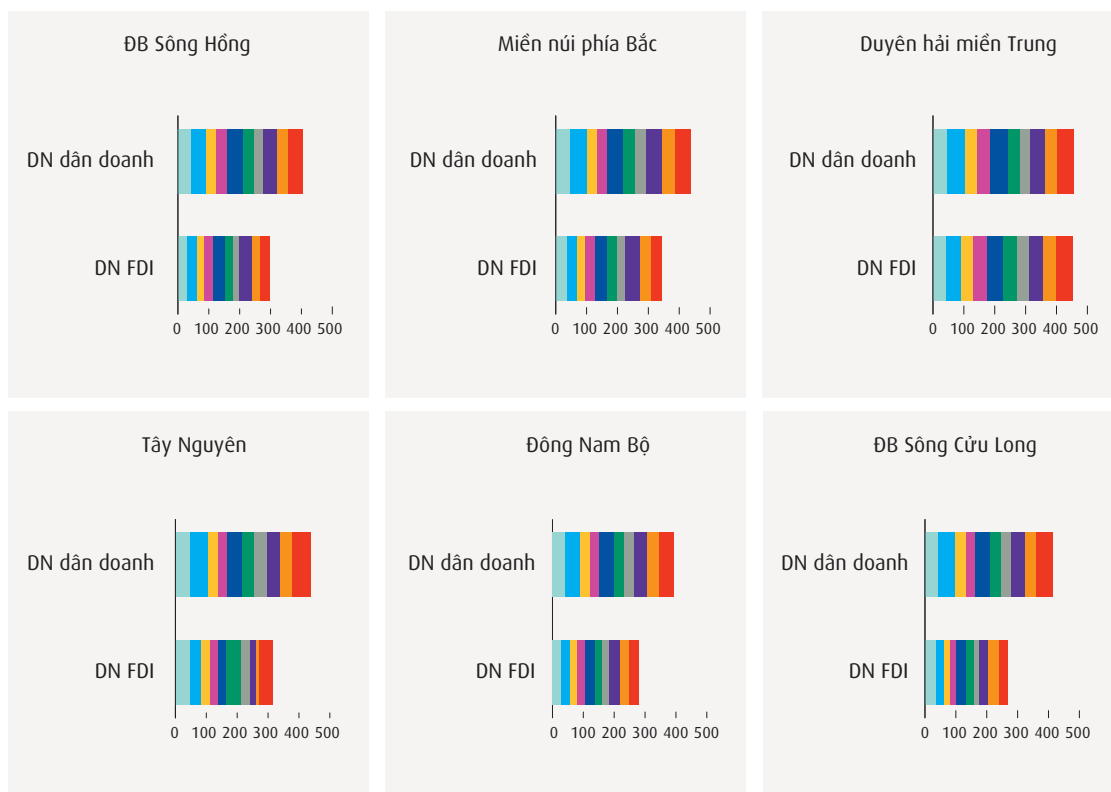 ĐB Sông Hồng
DN dân doanh
DN FDI
0 100 200 300 400 500
Miền núi phía Bắc
DN dân doanh
DN FDI
0 100 200 300 400 500
Duyên hải miền Trung
DN dân doanh
DN FDI
0 100 200 300 400 500
Tây Nguyên
DN dân doanh
DN FDI
0 100 200 300 400 500
Đông Nam Bộ
DN dân doanh
DN FDI
0 100 200 300 400 500
ĐB Sông Cửu Long
DN dân doanh
DN FDI
0 100 200 300 400 500